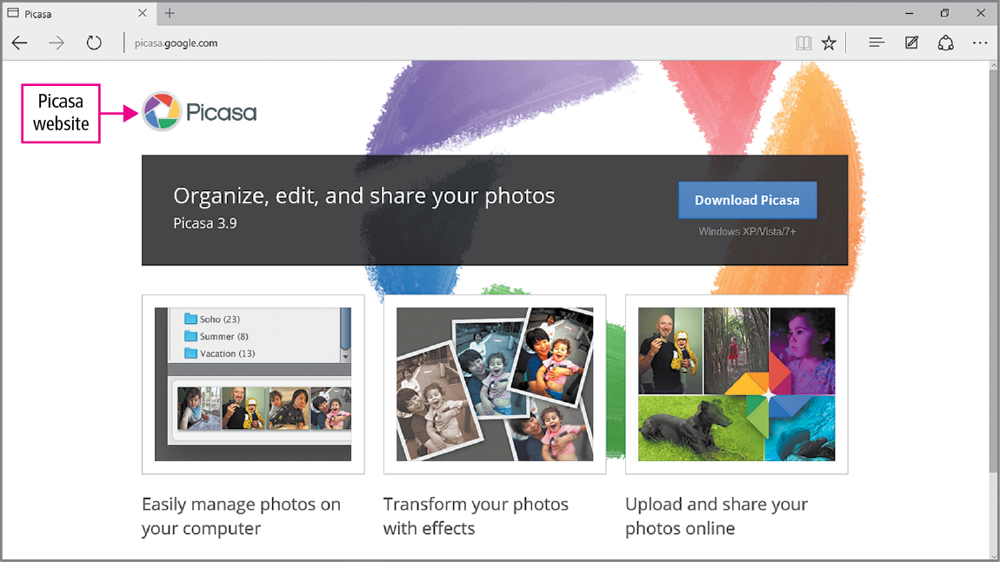 Picasa
picasa.google.com
Picasa
website
Picasa
Organize, edit, and share your photos
Picasa 3.9
Download Picasa
Windows XP/Vista/7+
Soho (23)
Summer (8)
Vacation (13)
Easily manage photos on
your computer
Transform your photos
with effects
Upload and share your
photos online